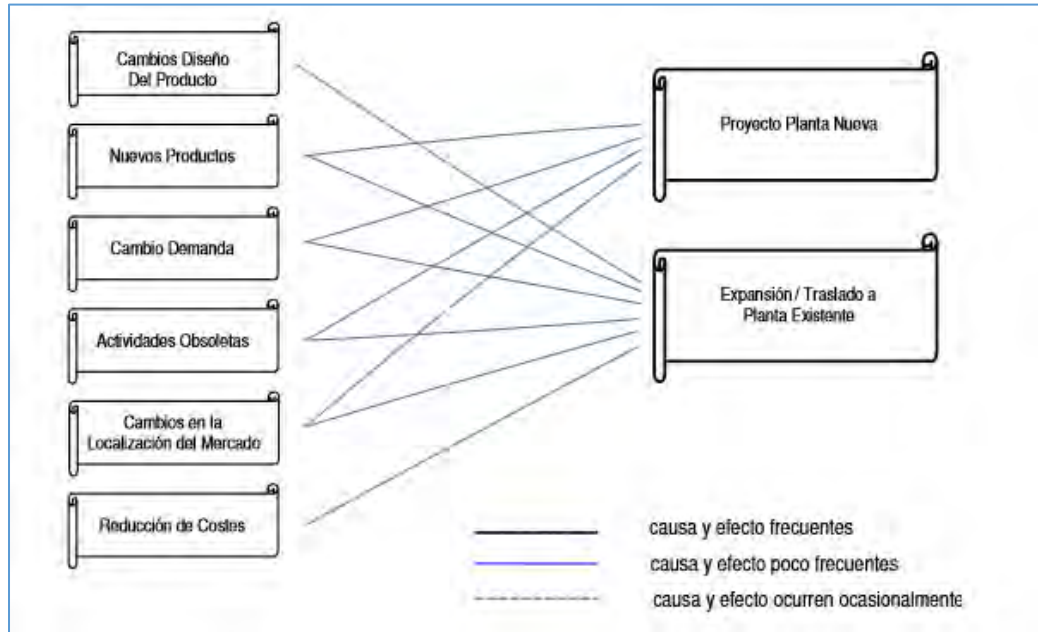 Cambios Diseño
Del Producto
Nuevos Productos
Cambio Demanda
Actividades Obsoletas
Cambios en la
Localización del Mercado
Reducción de Costes
Proyecto Planta Nueva
Expansión / Traslado a
Planta Existente
causa y efecto frecuentes
causa y efecto poco frecuentes
causa y efecto ocurren ocasionalmente